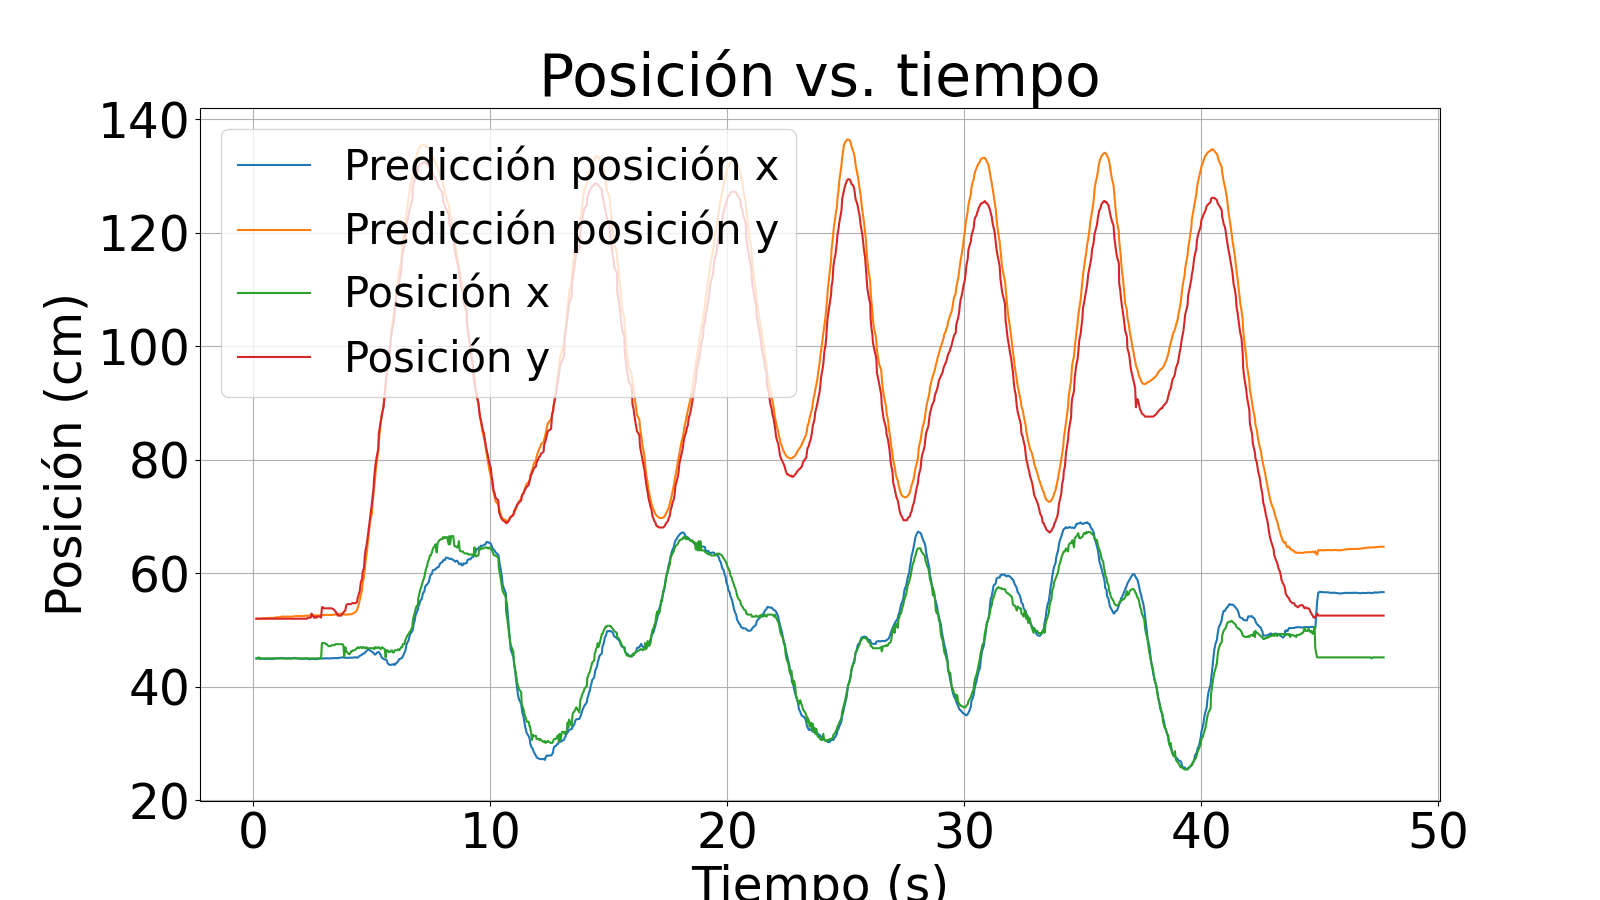 Posición vs. tiempo
140
120
100
80
60
40
20
Posición (cm)
Predicción posición x
Predicción posición y
Posición x
Posición y
0 10 20 30 40 50
Tiempo (s)